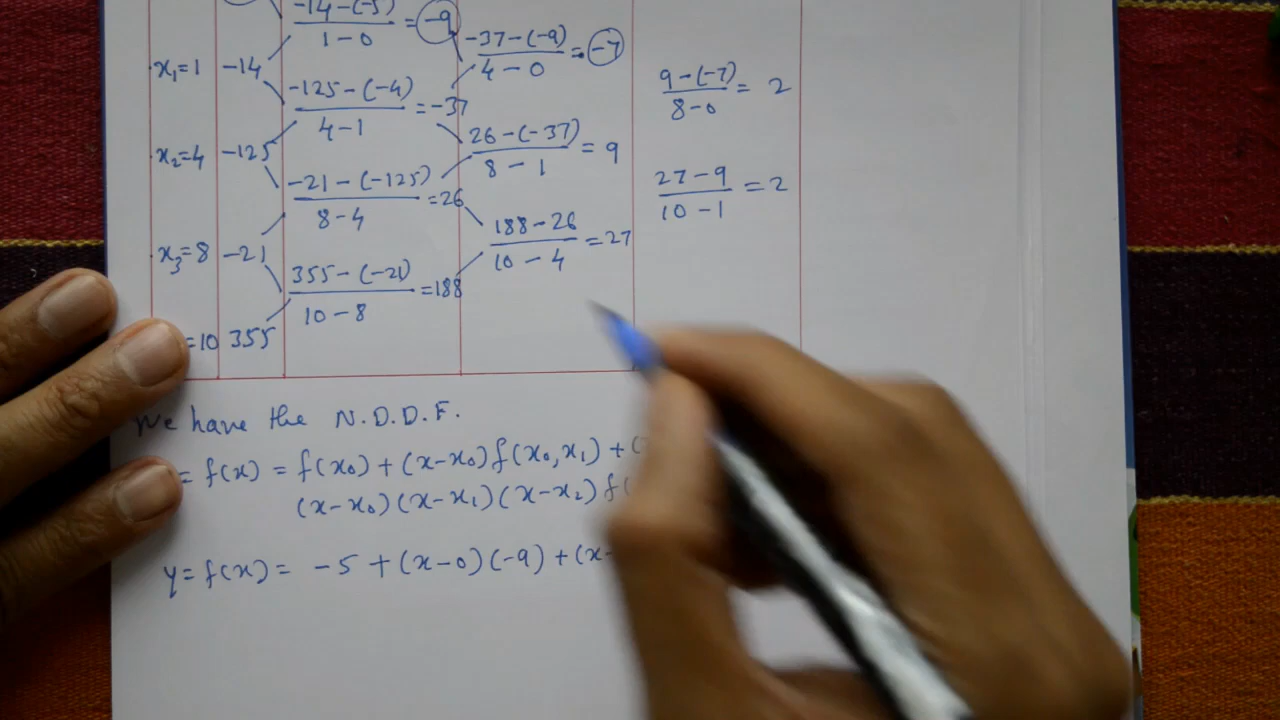 -14-(-5)/1-0 = -9
-37-(-9)/4-0 = -7
x₁=1 -14
9-(-7)/8-0 = 2
-125-(-4)/4-1 = -37
x₂=4 -125
26-(-37)/8-1 = 9
-21-(-125)/8-4 = 26
27-9/10-1 = 2
x₃=8 -21
188-26/10-4 = 27
355-(-21)/10-8 = 188
=10 355
We have the N.D.D.F.
= f(x) = f(x₀) + (x-x₀) f(x₀,x₁) + (
(x-x₀)(x-x₁)(x-x₂) f(
y = f(x) = -5 + (x-0)(-9) + (x-